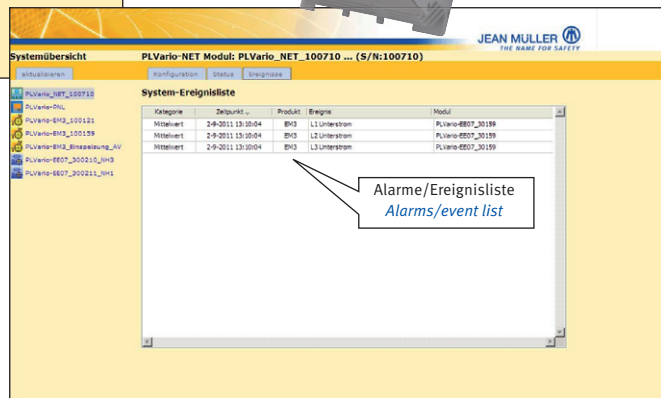 JEAN MÜLLER
THE NAME FOR SAFETY
Systemübersicht
PLVario-NET Modul: PLVario_NET_100710 ... (S/N:100710)
aktualisieren
Konfiguration Status Ereignisse
PLVario_NET_100710
PLVario-PNL
PLVario-EM3_100121
PLVario-EM3_100159
PLVario-EM3_Einspeisung_AV
PLVario-EE07_300210_NH3
PLVario-EE07_300211_NH1
System-Ereignisliste
Kategorie Zeitpunkt Produkt Ereignis Modul
Mittelwert 2-9-2011 13:10:04 EM3 L1 Unterstrom PLVario-EE07_30159
Mittelwert 2-9-2011 13:10:04 EM3 L2 Unterstrom PLVario-EE07_30159
Mittelwert 2-9-2011 13:10:04 EM3 L3 Unterstrom PLVario-EE07_30159
Alarme/Ereignisliste
Alarms/event list